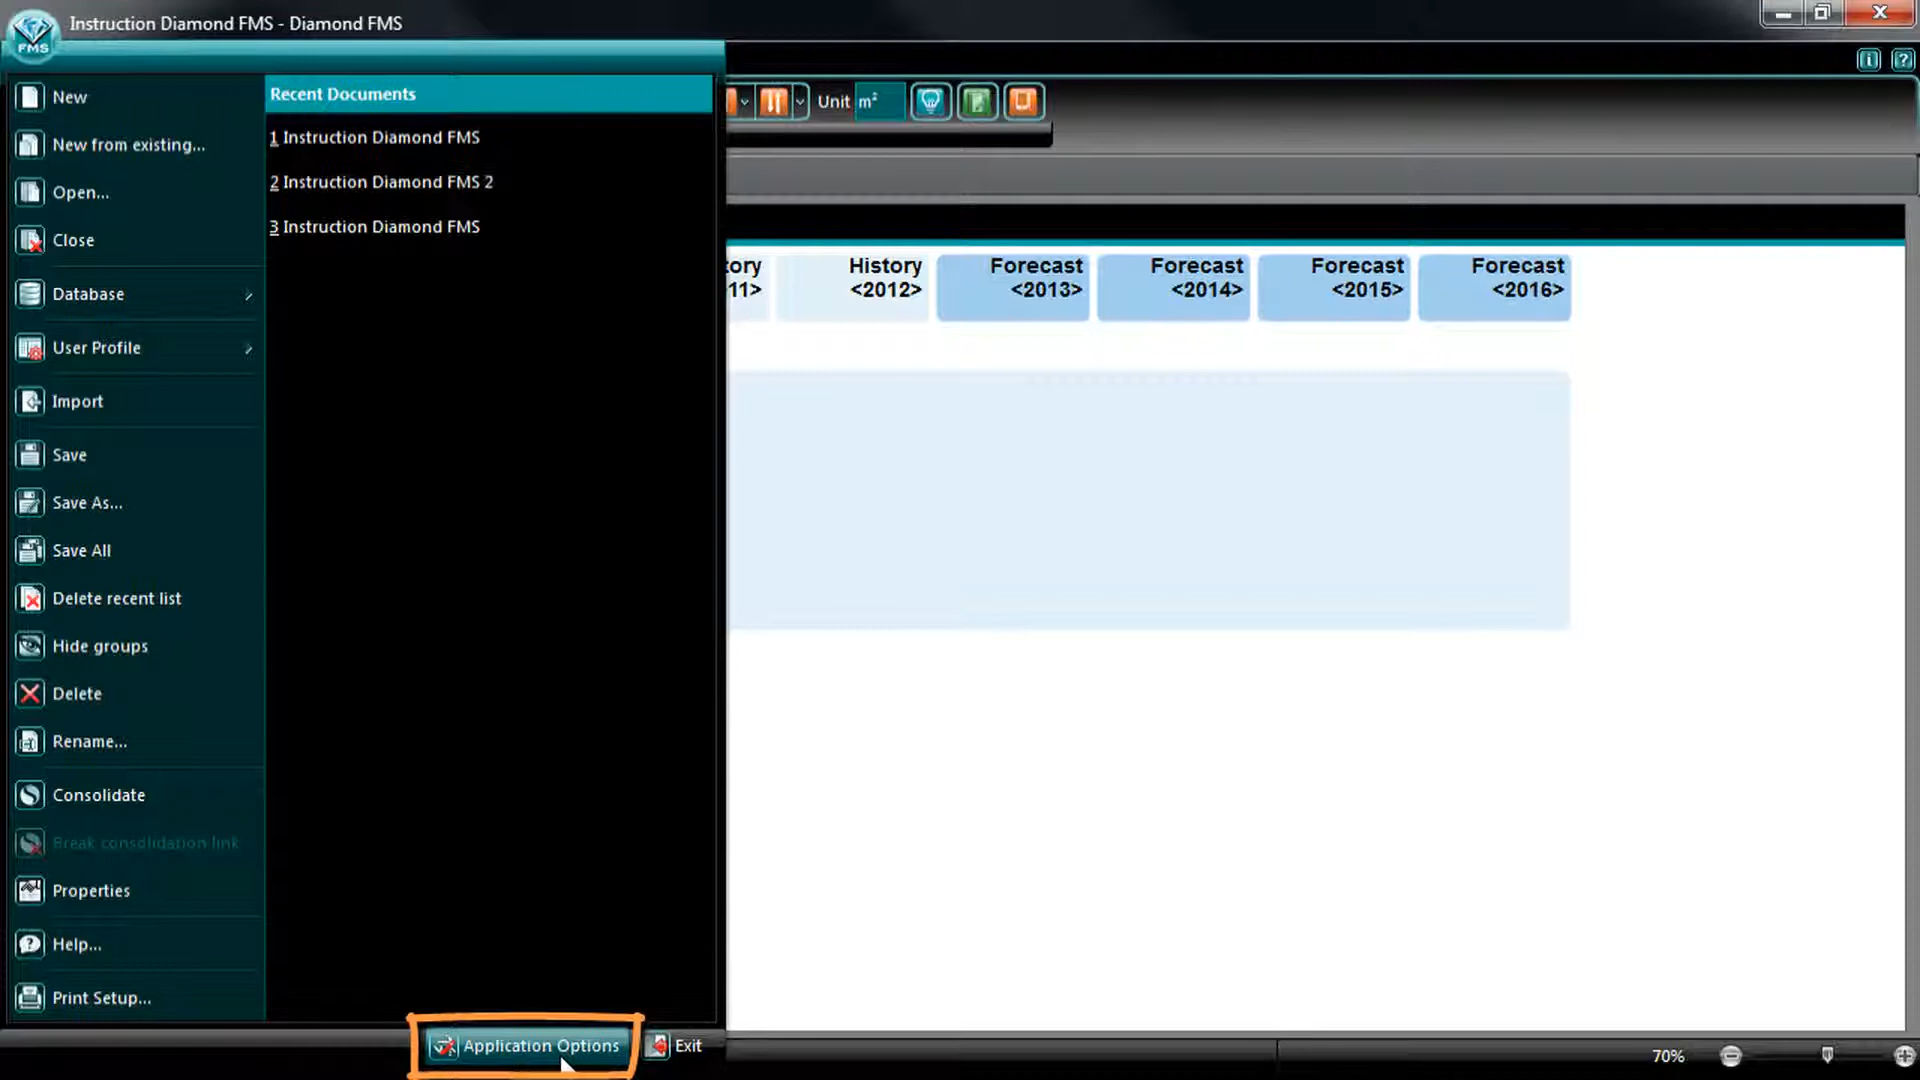 Instruction Diamond FMS - Diamond FMS
FMS
New
New from existing...
Open...
Close
Database
User Profile
Import
Save
Save As...
Save All
Delete recent list
Hide groups
Delete
Rename...
Consolidate
Break consolidation link
Properties
Help...
Print Setup...
Recent Documents
1 Instruction Diamond FMS
2 Instruction Diamond FMS 2
3 Instruction Diamond FMS
Application Options
Exit
Unit m²
ory
11>
History
<2012>
Forecast
<2013>
Forecast
<2014>
Forecast
<2015>
Forecast
<2016>
70%